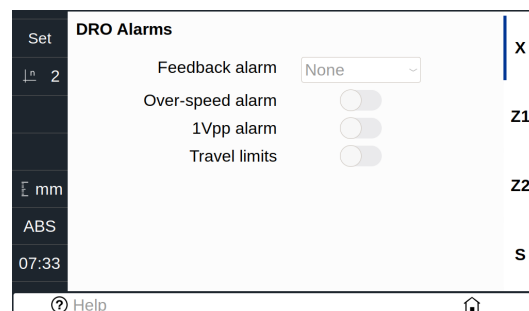 Set
DRO Alarms
X
n 2
Feedback alarm None
Over-speed alarm
Z1
1Vpp alarm
Travel limits
mm
Z2
ABS
07:33
S
? Help